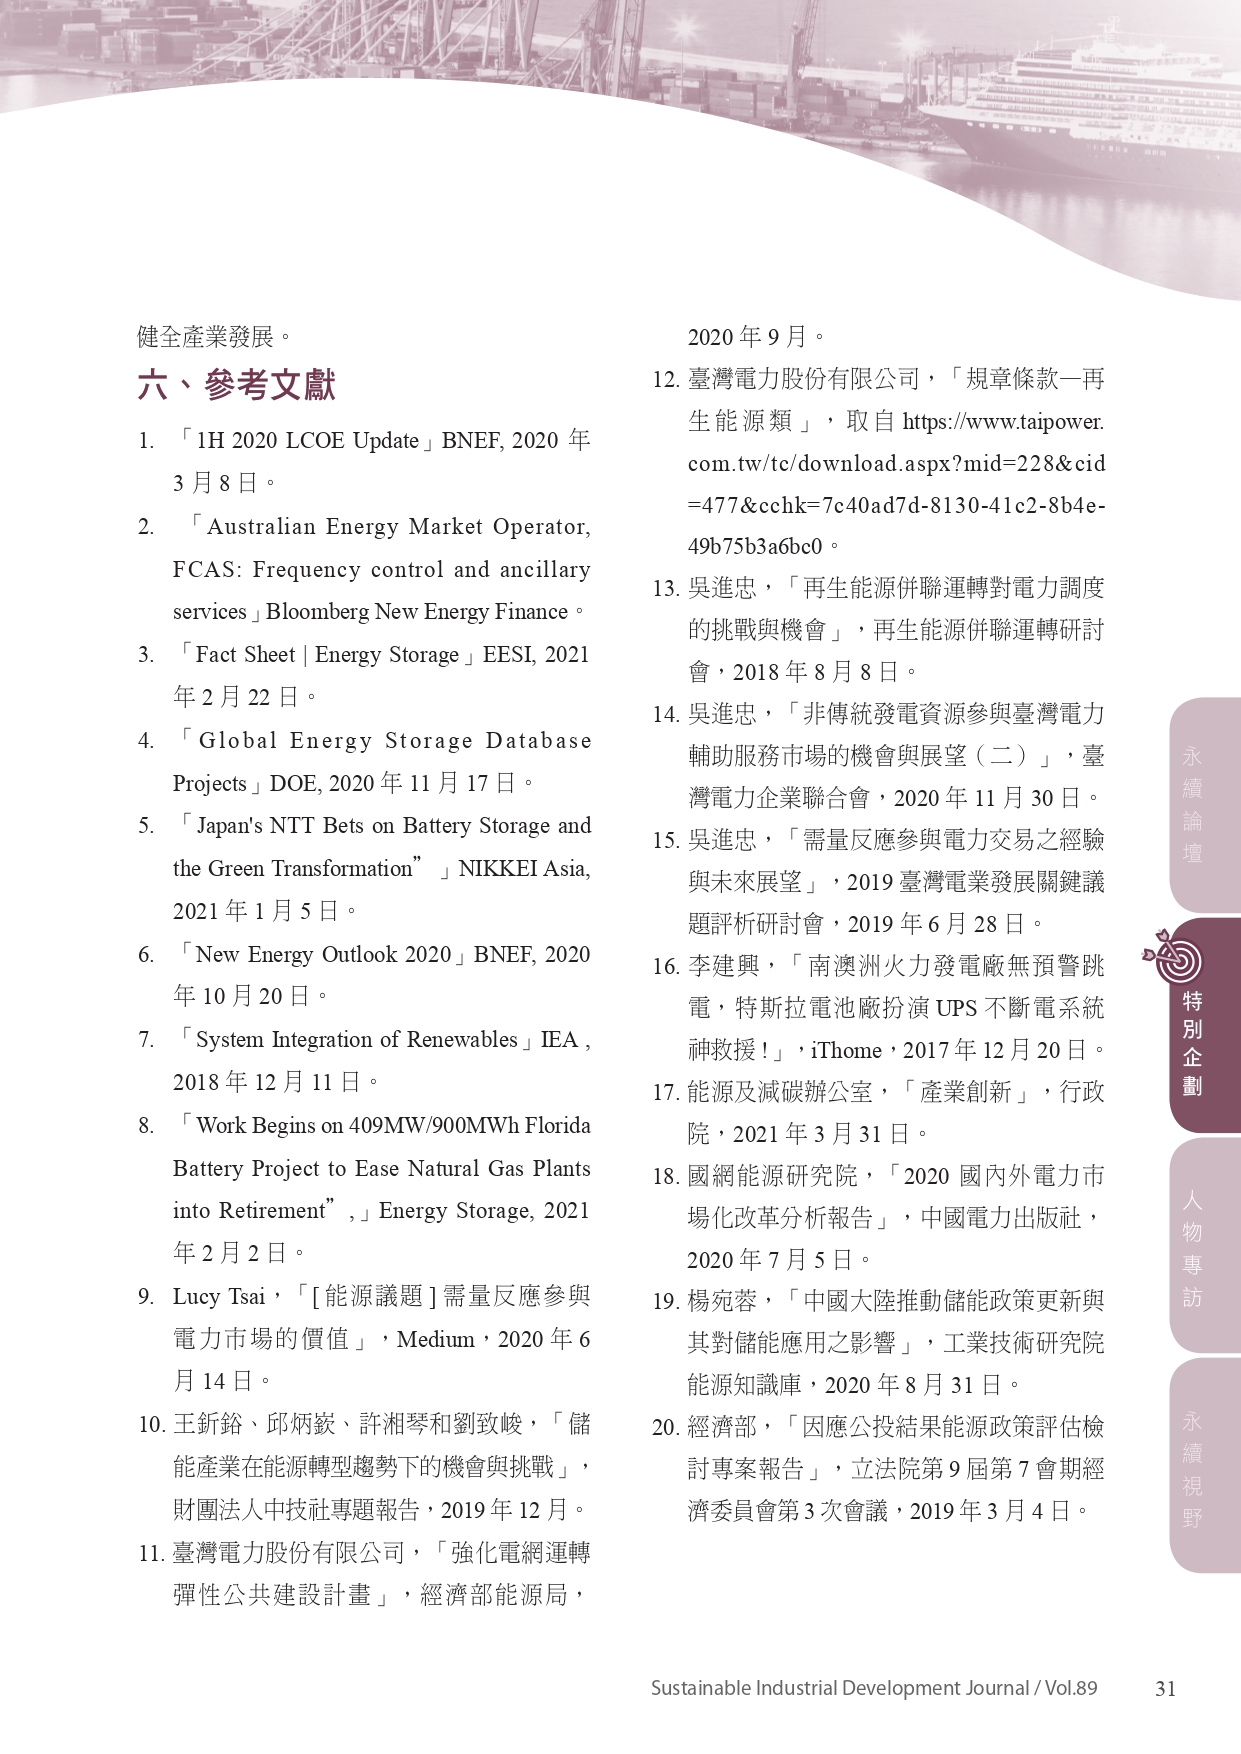 健全產業發展。
六、參考文獻
1. 「1H 2020 LCOE Update」BNEF, 2020 年
3 月 8 日。
2. 「Australian Energy Market Operator,
FCAS: Frequency control and ancillary
services」Bloomberg New Energy Finance。
3. 「Fact Sheet | Energy Storage」EESI, 2021
年 2 月 22 日。
4. 「Global Energy Storage Database
Projects」DOE, 2020 年 11 月 17 日。
5. 「Japan's NTT Bets on Battery Storage and
the Green Transformation” 」NIKKEI Asia,
2021 年 1 月 5 日。
6. 「New Energy Outlook 2020」BNEF, 2020
年 10 月 20 日。
7. 「System Integration of Renewables」IEA ,
2018 年 12 月 11 日。
8. 「Work Begins on 409MW/900MWh Florida
Battery Project to Ease Natural Gas Plants
into Retirement” ,」Energy Storage, 2021
年 2 月 2 日。
9. Lucy Tsai,「[ 能源議題 ] 需量反應參與
電力市場的價值」,Medium,2020 年 6
月 14 日。
10. 王釿鋊、邱炳嶔、許湘琴和劉致峻,「儲
能產業在能源轉型趨勢下的機會與挑戰」,
財團法人中技社專題報告,2019 年 12 月。
11. 臺灣電力股份有限公司,「強化電網運轉
彈性公共建設計畫」,經濟部能源局,
2020 年 9 月。
12. 臺灣電力股份有限公司,「規章條款—再
生能源類」,取自 https://www.taipower.
com.tw/tc/download.aspx?mid=228&cid
=477&cchk=7c40ad7d-8130-41c2-8b4e-
49b75b3a6bc0。
13. 吳進忠,「再生能源併聯運轉對電力調度
的挑戰與機會」,再生能源併聯運轉研討
會,2018 年 8 月 8 日。
14. 吳進忠,「非傳統發電資源參與臺灣電力
輔助服務市場的機會與展望（二）」,臺
灣電力企業聯合會,2020 年 11 月 30 日。
15. 吳進忠,「需量反應參與電力交易之經驗
與未來展望」,2019 臺灣電業發展關鍵議
題評析研討會,2019 年 6 月 28 日。
16. 李建興,「南澳洲火力發電廠無預警跳
電,特斯拉電池廠扮演 UPS 不斷電系統
神救援!」,iThome,2017 年 12 月 20 日。
17. 能源及減碳辦公室,「產業創新」,行政
院,2021 年 3 月 31 日。
18. 國網能源研究院,「2020 國內外電力市
場化改革分析報告」,中國電力出版社,
2020 年 7 月 5 日。
19. 楊宛蓉,「中國大陸推動儲能政策更新與
其對儲能應用之影響」,工業技術研究院
能源知識庫,2020 年 8 月 31 日。
20. 經濟部,「因應公投結果能源政策評估檢
討專案報告」,立法院第 9 屆第 7 會期經
濟委員會第 3 次會議,2019 年 3 月 4 日。
永續論壇
特別企劃
人物專訪
永續視野
Sustainable Industrial Development Journal / Vol.89 31